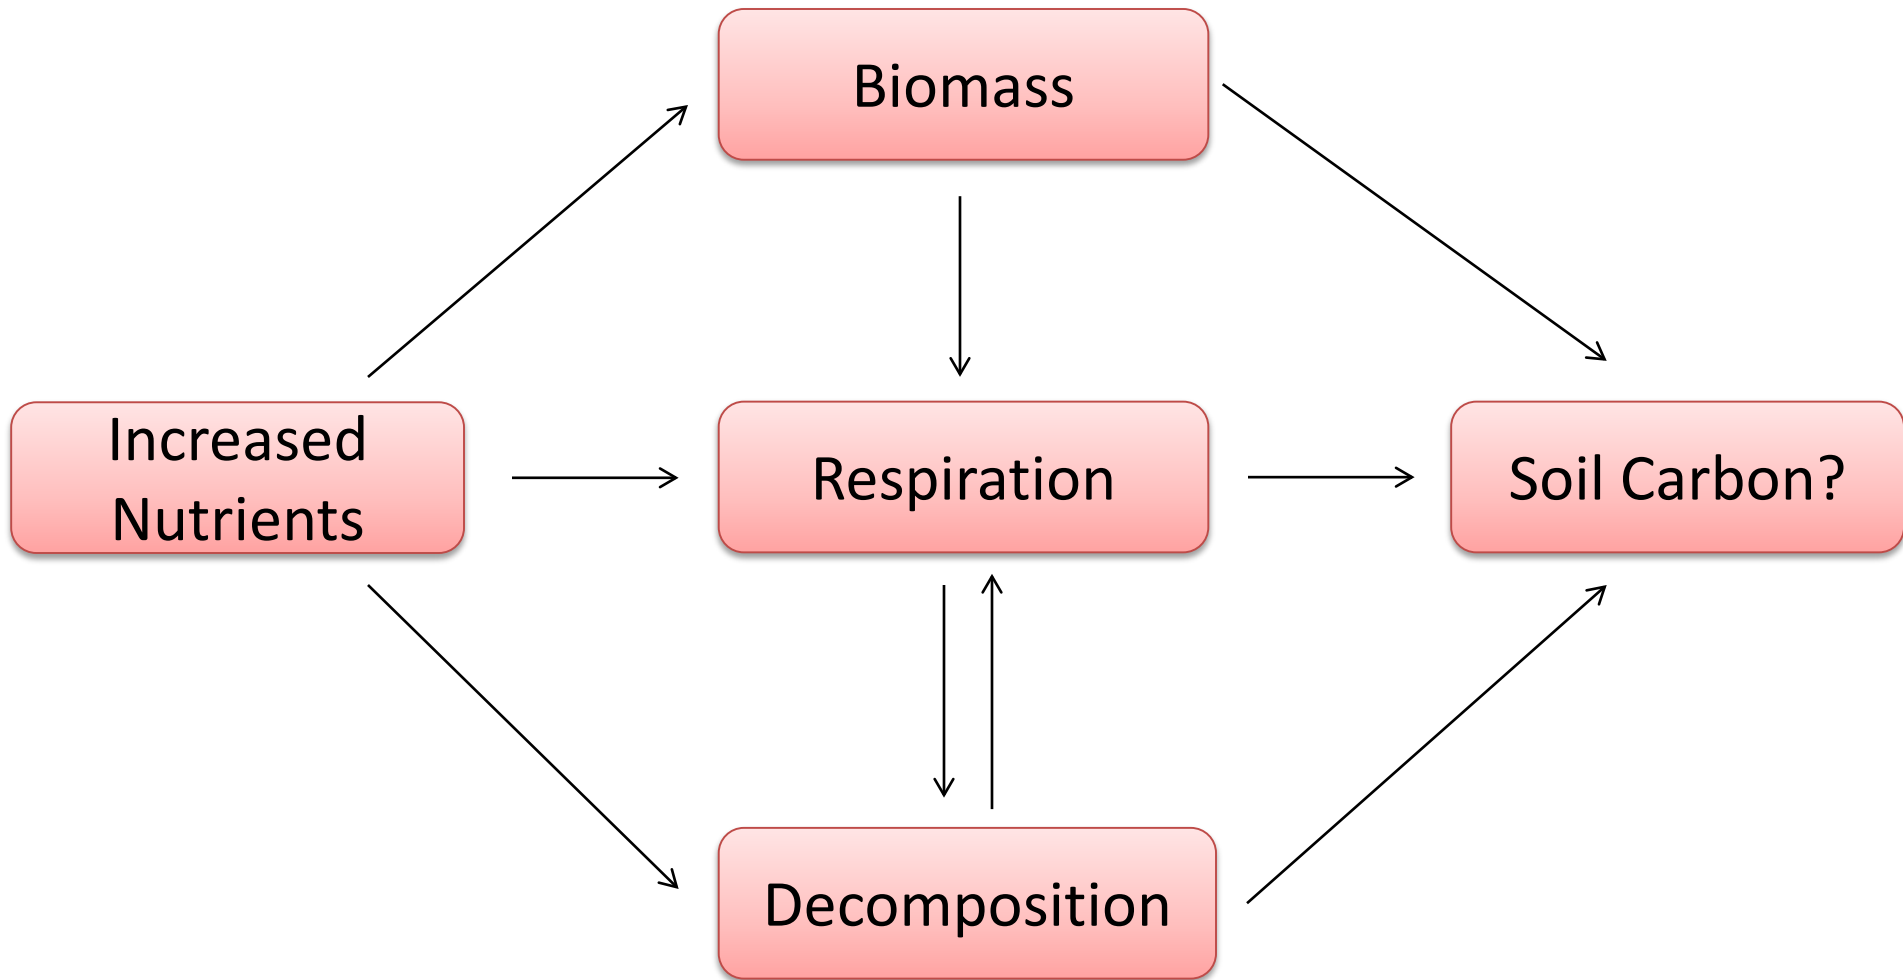 Biomass
Increased
Nutrients
Respiration
Soil Carbon?
Decomposition